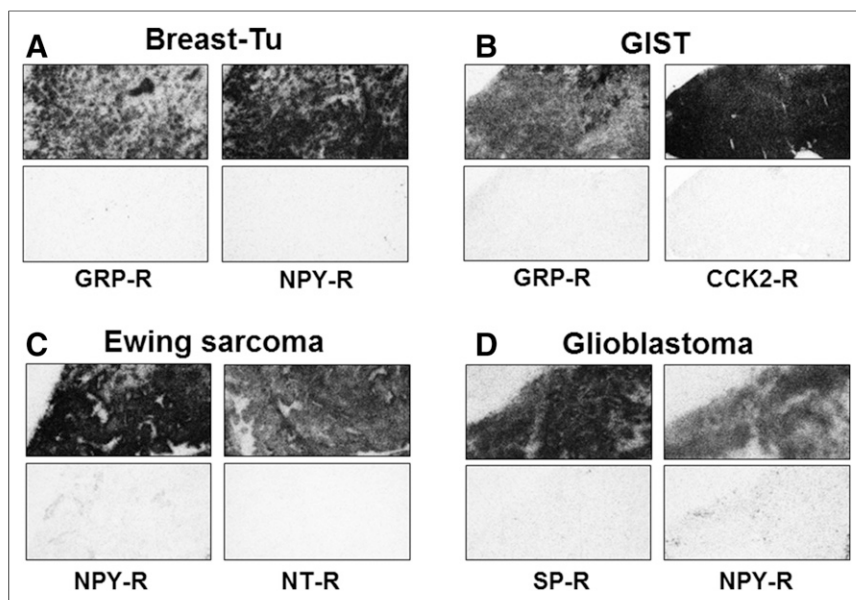 A Breast-Tu
GRP-R NPY-R
B GIST
GRP-R CCK2-R
C Ewing sarcoma
NPY-R NT-R
D Glioblastoma
SP-R NPY-R